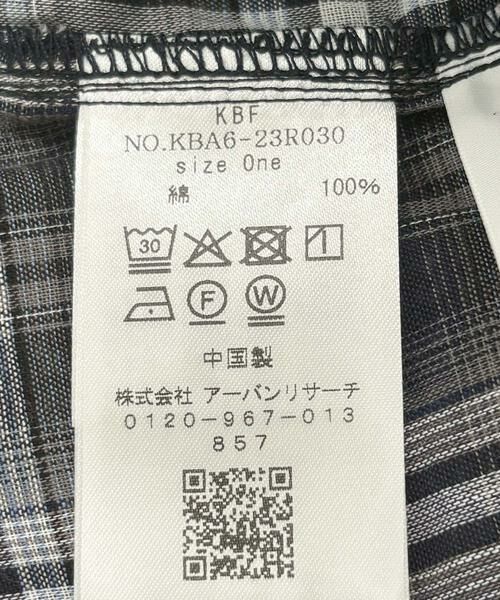 KBF
NO.KBA6-23R030
size One
綿 100%
30
F W
中国製
株式会社 アーバンリサーチ
0120-967-013
857